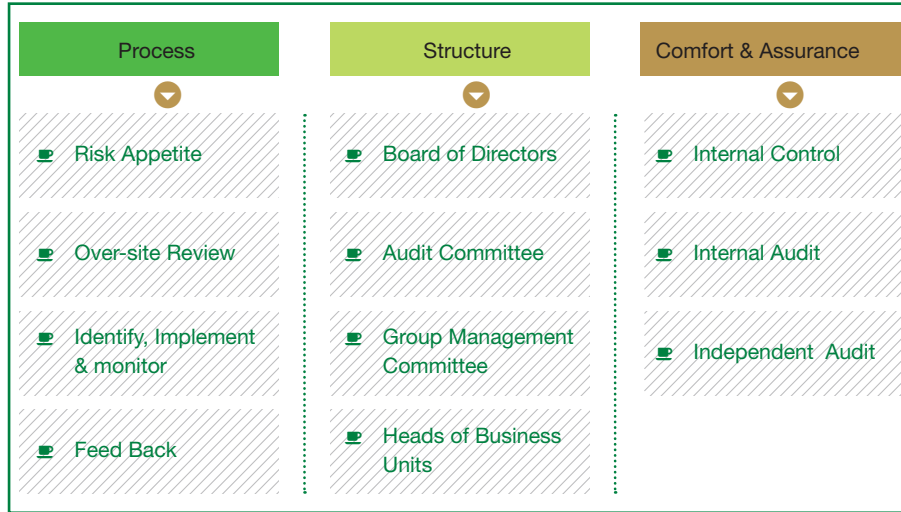 Process
Risk Appetite
Over-site Review
Identify, Implement
& monitor
Feed Back
Structure
Board of Directors
Audit Committee
Group Management
Committee
Heads of Business
Units
Comfort & Assurance
Internal Control
Internal Audit
Independent Audit